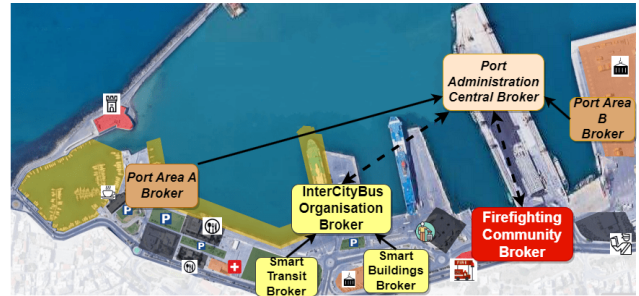 Port
Administration
Central Broker
Port Area
B
Broker
Port Area A
Broker
InterCityBus
Organisation
Broker
Firefighting
Community
Broker
Smart
Transit
Broker
Smart
Buildings
Broker
P
P
P
P
FIRE